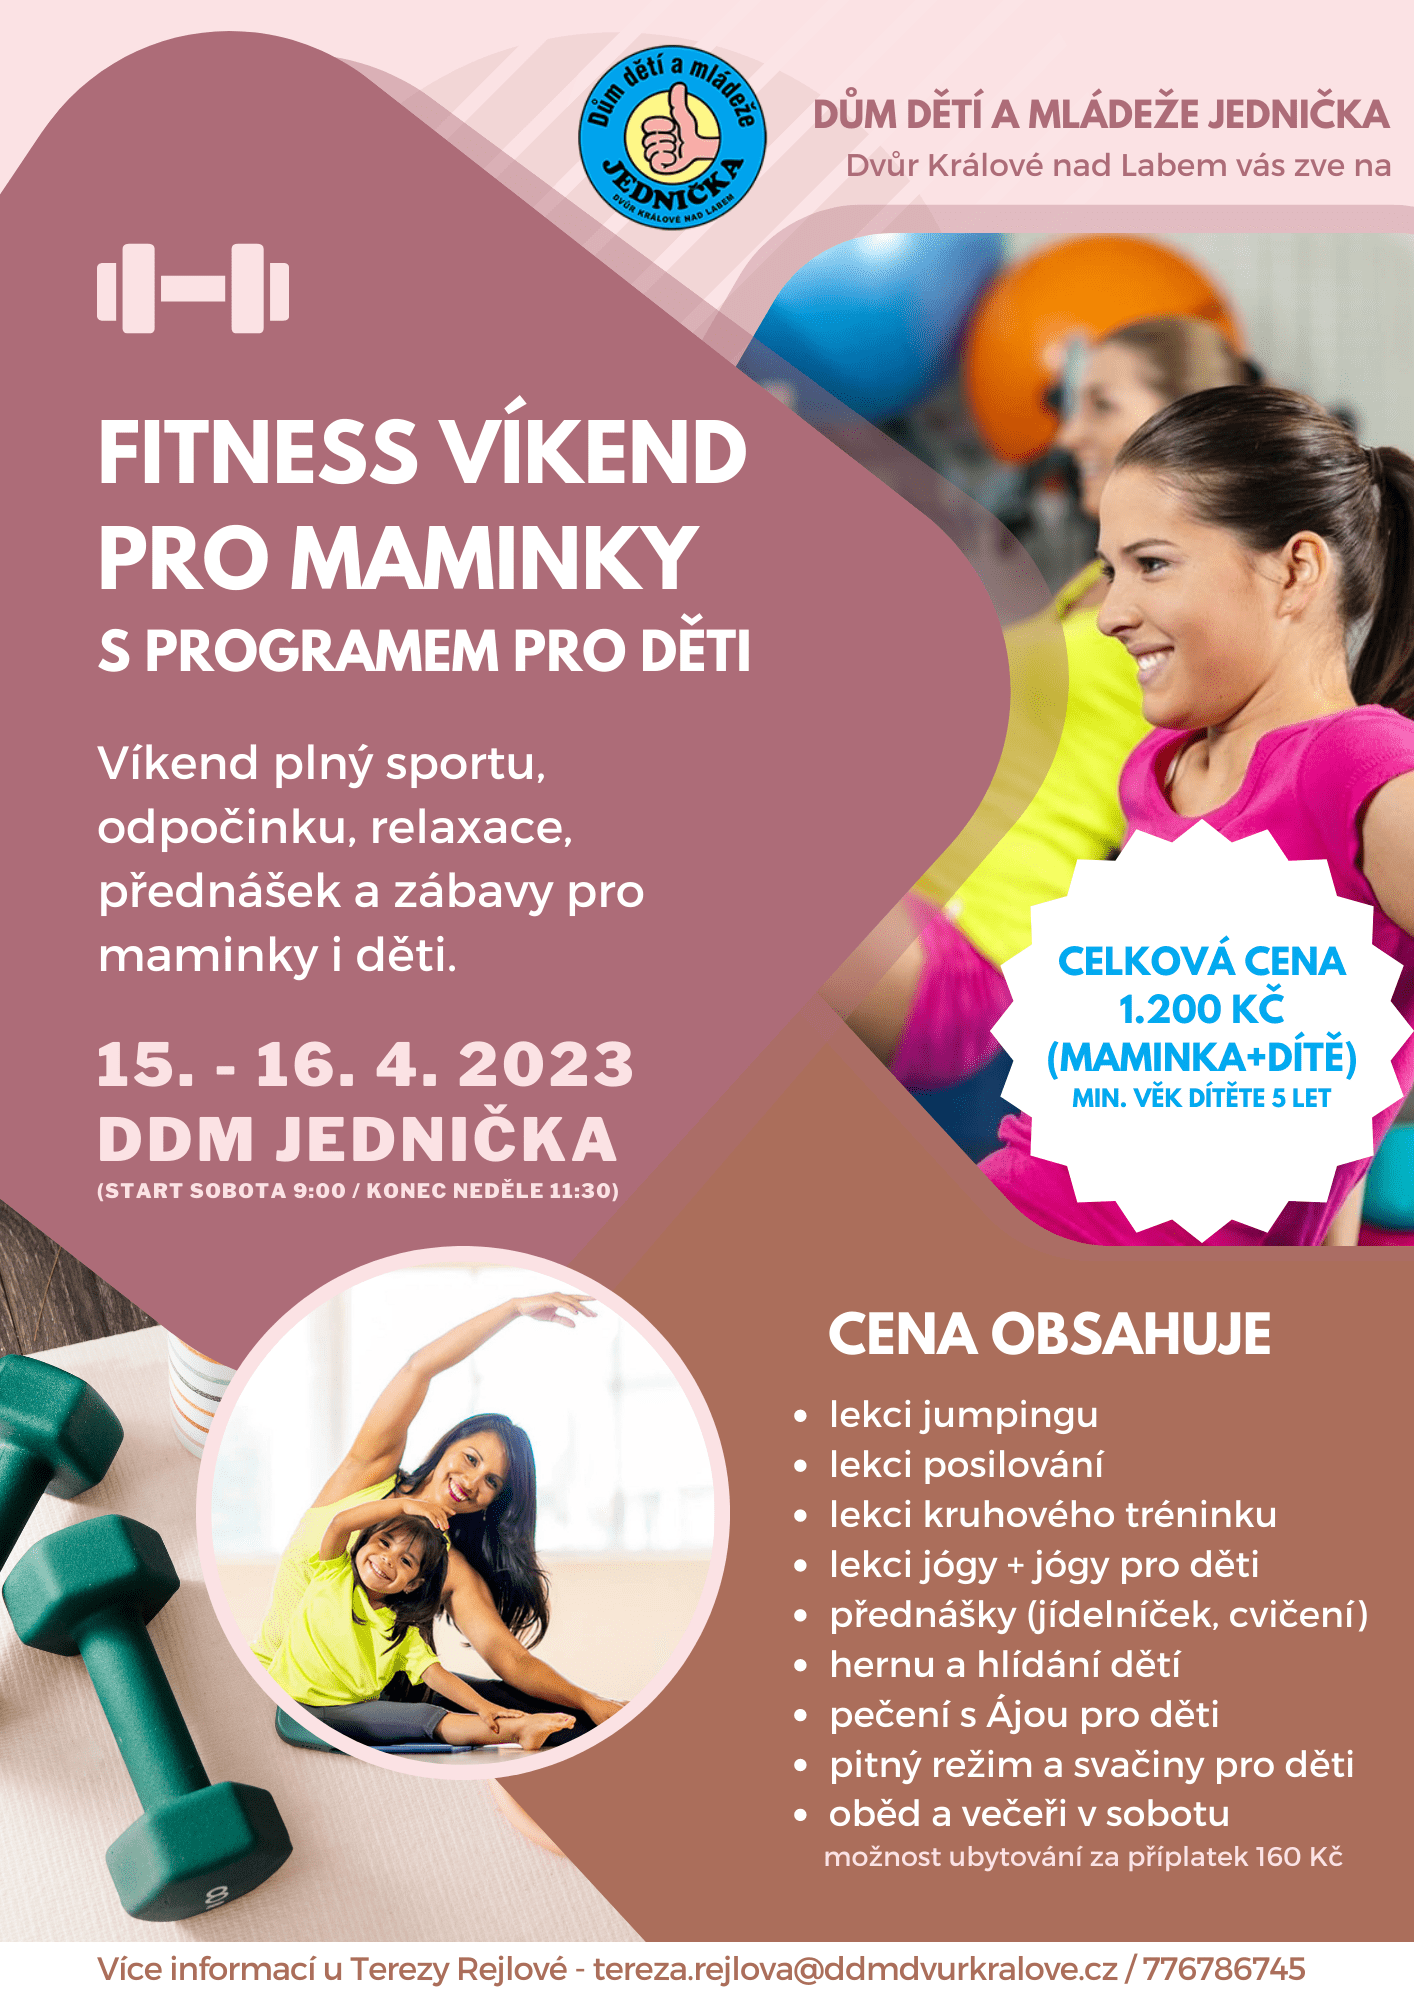 Dům dětí a mládeže
JEDNIČKA
DVŮR KRÁLOVÉ NAD LABEM
DŮM DĚTÍ A MLÁDEŽE JEDNIČKA
Dvůr Králové nad Labem vás zve na
FITNESS VÍKEND
PRO MAMINKY
S PROGRAMEM PRO DĚTI
Víkend plný sportu,
odpočinku, relaxace,
přednášek a zábavy pro
maminky i děti.
15. - 16. 4. 2023
DDM JEDNIČKA
(START SOBOTA 9:00 / KONEC NEDĚLE 11:30)
CELKOVÁ CENA
1.200 KČ
(MAMINKA+DÍTĚ)
MIN. VĚK DÍTĚTE 5 LET
CENA OBSAHUJE
• lekci jumpingu
• lekci posilování
• lekci kruhového tréninku
• lekci jógy + jógy pro děti
• přednášky (jídelníček, cvičení)
• hernu a hlídání dětí
• pečení s Ájou pro děti
• pitný režim a svačiny pro děti
• oběd a večeři v sobotu
možnost ubytování za příplatek 160 Kč
8
Více informací u Terezy Rejlové - tereza.rejlova@ddmdvurkralove.cz / 776786745